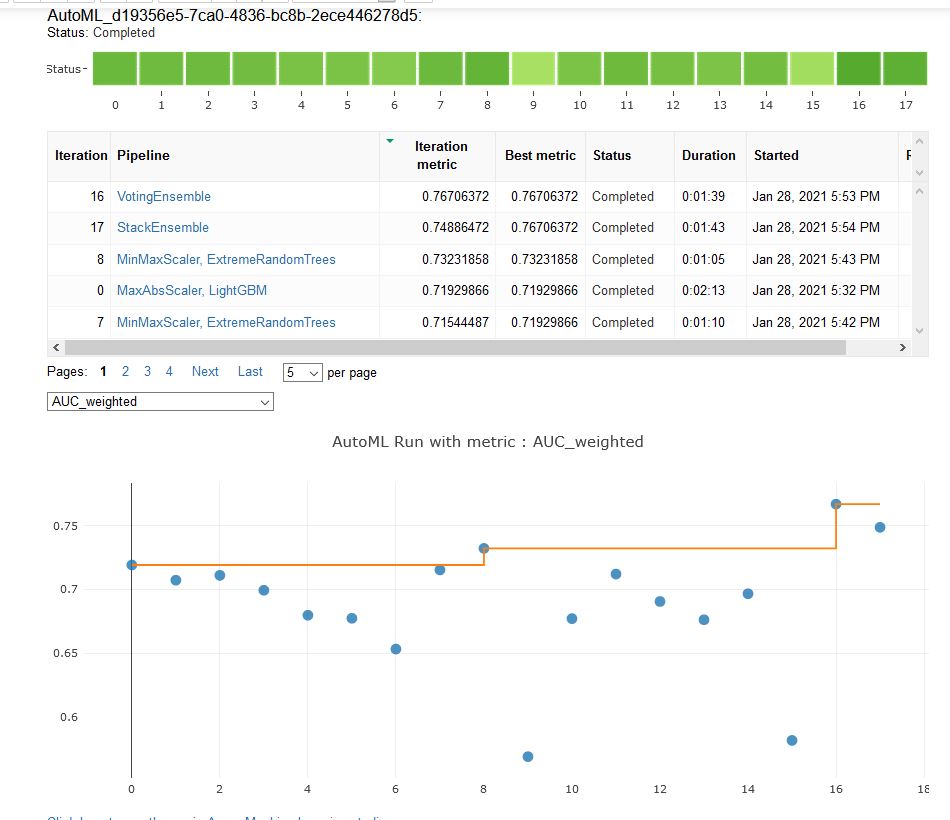 AutoML_d19356e5-7ca0-4836-bc8b-2ece446278d5:
Status: Completed
Status
0 1 2 3 4 5 6 7 8 9 10 11 12 13 14 15 16 17
Iteration Pipeline Iteration metric Best metric Status Duration Started
16 VotingEnsemble 0.76706372 0.76706372 Completed 0:01:39 Jan 28, 2021 5:53 PM
17 StackEnsemble 0.74886472 0.76706372 Completed 0:01:43 Jan 28, 2021 5:54 PM
8 MinMaxScaler, ExtremeRandomTrees 0.73231858 0.73231858 Completed 0:01:05 Jan 28, 2021 5:43 PM
0 MaxAbsScaler, LightGBM 0.71929866 0.71929866 Completed 0:02:13 Jan 28, 2021 5:32 PM
7 MinMaxScaler, ExtremeRandomTrees 0.71544487 0.71929866 Completed 0:01:10 Jan 28, 2021 5:42 PM
Pages: 1 2 3 4 Next Last 5 per page
AUC_weighted
AutoML Run with metric : AUC_weighted
0.75
0.7
0.65
0.6
0 2 4 6 8 10 12 14 16 18